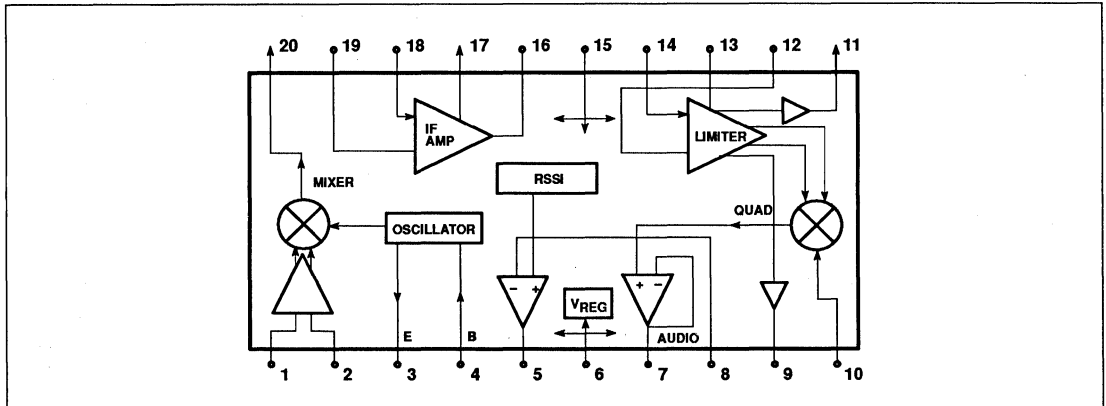 20 19 18 17 16 15 14 13 12 11
IF
AMP
LIMITER
RSSI
MIXER
QUAD
OSCILLATOR
- +
+ -
VREG
E B AUDIO
1 2 3 4 5 6 7 8 9 10